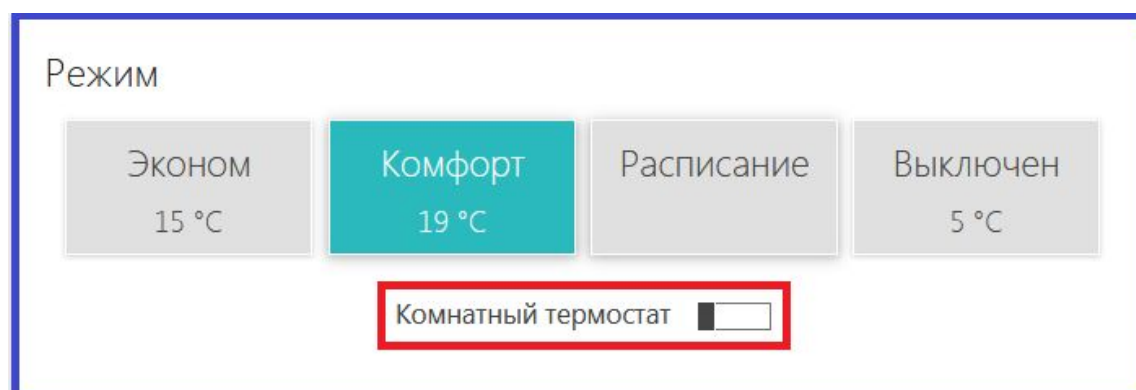 Режим
Эконом Комфорт Расписание Выключен
15 °C 19 °C 5 °C
Комнатный термостат